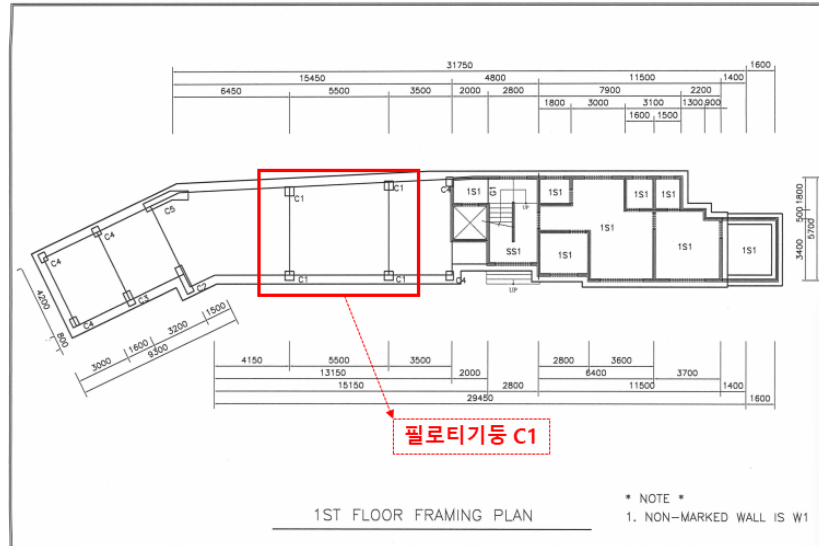 31750
1600
15450
4800
11500
1400
6450
5500
3500
2000
2800
7900
2200
1800
3000
3100
1300
900
1600
1500
C1
C1
C4
1S1
G1
UP
1S1
1S1
1S1
C5
C4
C4
1S1
1S1
1S1
SS1
1S1
1800
500
3400
5700
C1
C1
C4
UP
C2
C3
C4
4200
800
3000
1600
3200
1500
9300
4150
5500
3500
2800
3600
13150
2000
6400
3700
15150
2800
11500
1400
29450
1600
필로티기둥 C1
1ST FLOOR FRAMING PLAN
* NOTE *
1. NON-MARKED WALL IS W1